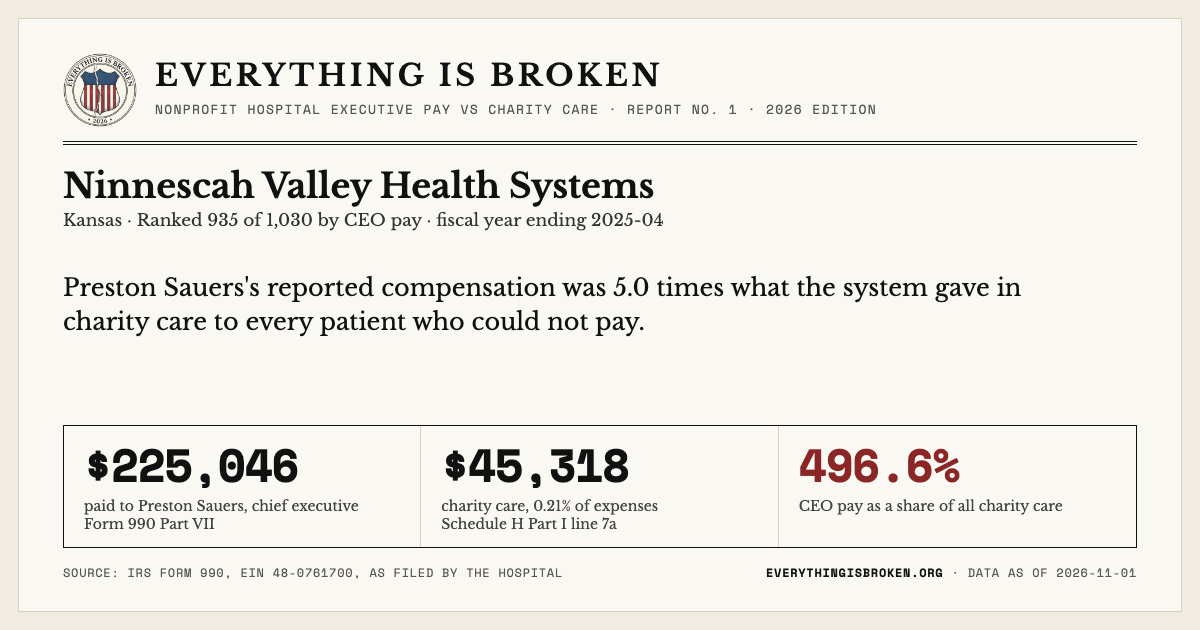 EVERYTHING IS BROKEN
2026
EVERYTHING IS BROKEN
NONPROFIT HOSPITAL EXECUTIVE PAY VS CHARITY CARE · REPORT NO. 1 · 2026 EDITION
Ninnescah Valley Health Systems
Kansas · Ranked 935 of 1,030 by CEO pay · fiscal year ending 2025-04
Preston Sauers's reported compensation was 5.0 times what the system gave in
charity care to every patient who could not pay.
$225,046
paid to Preston Sauers, chief executive
Form 990 Part VII
$45,318
charity care, 0.21% of expenses
Schedule H Part I line 7a
496.6%
CEO pay as a share of all charity care
SOURCE: IRS FORM 990, EIN 48-0761700, AS FILED BY THE HOSPITAL
EVERYTHINGISBROKEN.ORG · DATA AS OF 2026-11-01